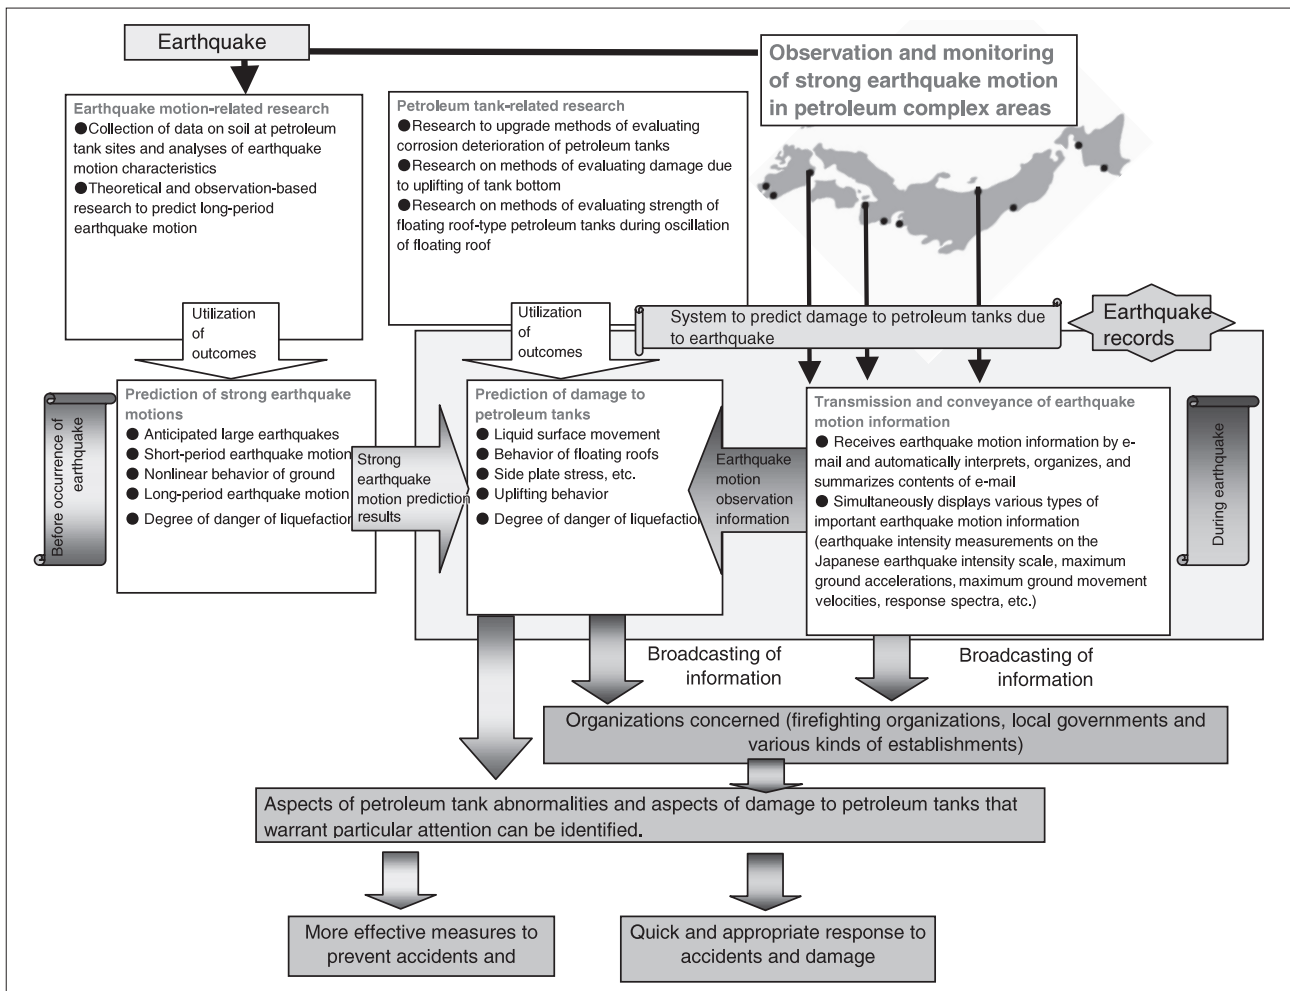 Earthquake
Observation and monitoring
of strong earthquake motion
in petroleum complex areas
Earthquake motion-related research
●Collection of data on soil at petroleum
tank sites and analyses of earthquake
motion characteristics
●Theoretical and observation-based
research to predict long-period
earthquake motion
Petroleum tank-related research
●Research to upgrade methods of evaluating
corrosion deterioration of petroleum tanks
●Research on methods of evaluating damage due
to uplifting of tank bottom
●Research on methods of evaluating strength of
floating roof-type petroleum tanks during oscillation
of floating roof
Utilization
of
outcomes
Utilization
of
outcomes
System to predict damage to petroleum tanks due
to earthquake
Earthquake
records
Before occurrence of
earthquake
Prediction of strong earthquake
motions
● Anticipated large earthquakes
● Short-period earthquake motion
● Nonlinear behavior of ground
● Long-period earthquake motion
● Degree of danger of liquefaction
Strong
earthquake
motion prediction
results
Prediction of damage to
petroleum tanks
● Liquid surface movement
● Behavior of floating roofs
● Side plate stress, etc.
● Uplifting behavior
● Degree of danger of liquefaction
Earthquake
motion
observation
information
Transmission and conveyance of earthquake
motion information
● Receives earthquake motion information by e-
mail and automatically interprets, organizes, and
summarizes contents of e-mail
● Simultaneously displays various types of
important earthquake motion information
(earthquake intensity measurements on the
Japanese earthquake intensity scale, maximum
ground accelerations, maximum ground movement
velocities, response spectra, etc.)
During earthquake
Broadcasting of
information
Broadcasting of
information
Organizations concerned (firefighting organizations, local governments and
various kinds of establishments)
Aspects of petroleum tank abnormalities and aspects of damage to petroleum tanks that
warrant particular attention can be identified.
More effective measures to
prevent accidents and
Quick and appropriate response to
accidents and damage